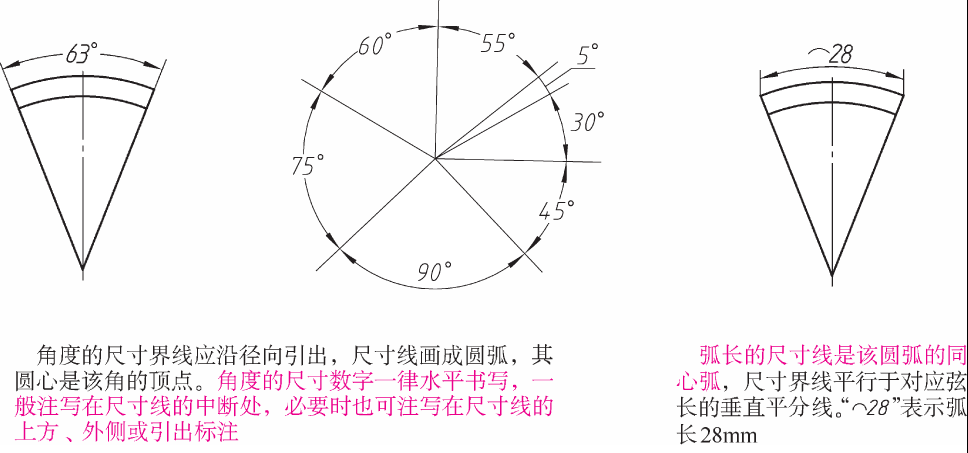 63°
60°
55°
5°
30°
75°
45°
90°
⌒28
角度的尺寸界线应沿径向引出，尺寸线画成圆弧，其
圆心是该角的顶点。角度的尺寸数字一律水平书写，一
般注写在尺寸线的中断处，必要时也可注写在尺寸线的
上方、外侧或引出标注
弧长的尺寸线是该圆弧的同
心弧，尺寸界线平行于对应弦
长的垂直平分线。“⌒28”表示弧
长28mm